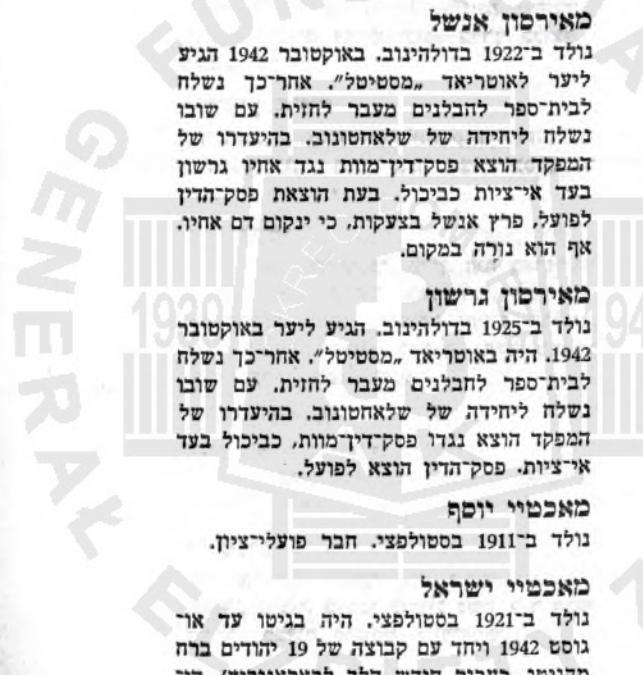 מאירסון אנשל
נולד ב־1922 בדולהינוב. באוקטובר 1942 הגיע
ליער לאוטריאד „מסטיטל”. אחר־כך נשלח
לבית־ספר לחבלנים מעבר לחזית. עם שובו
נשלח ליחידה של שלאחטונוב. בהיעדרו של
המפקד הוצא פסק־דין־מוות נגד אחיו גרשון
בעד אי־ציות כביכול. בעת הוצאת פסק־הדין
לפועל, פרץ אנשל בצעקות, כי ינקום דם אחיו.
אף הוא נורה במקום.
מאירסון גרשון
נולד ב־1925 בדולהינוב. הגיע ליער באוקטובר
1942. היה באוטריאד „מסטיטל”. אחר־כך נשלח
לבית־ספר לחבלנים מעבר לחזית. עם שובו
נשלח ליחידה של שלאחטונוב. בהיעדרו של
המפקד הוצא נגדו פסק־דין־מוות, כביכול בעד
אי־ציות. פסק־הדין הוצא לפועל.
מאכטיי יוסף
נולד ב־1911 בסטולפצי. חבר פועלי־ציון.
מאכטיי ישראל
נולד ב־1921 בסטולפצי. היה בגיטו עד או־
גוסט 1942 ויחד עם קבוצה של 19 יהודים ברח